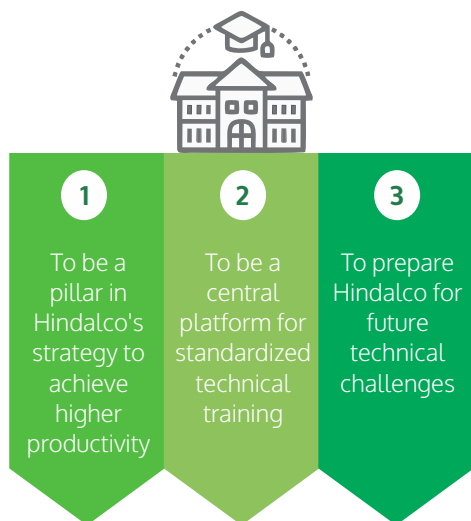 1
To be a
pillar in
Hindalco's
strategy to
achieve
higher
productivity
2
To be a
central
platform for
standardized
technical
training
3
To prepare
Hindalco for
future
technical
challenges